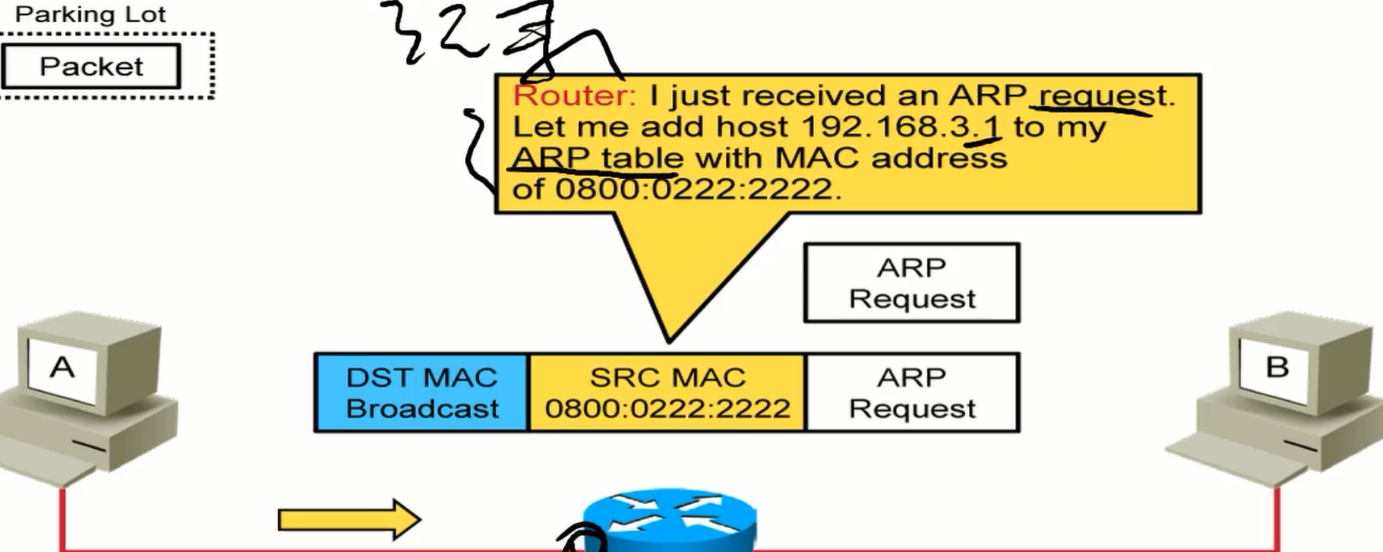 Parking Lot
Packet
Router: I just received an ARP request.
Let me add host 192.168.3.1 to my
ARP table with MAC address
of 0800:0222:2222.
ARP
Request
A
DST MAC
Broadcast
SRC MAC
0800:0222:2222
ARP
Request
B